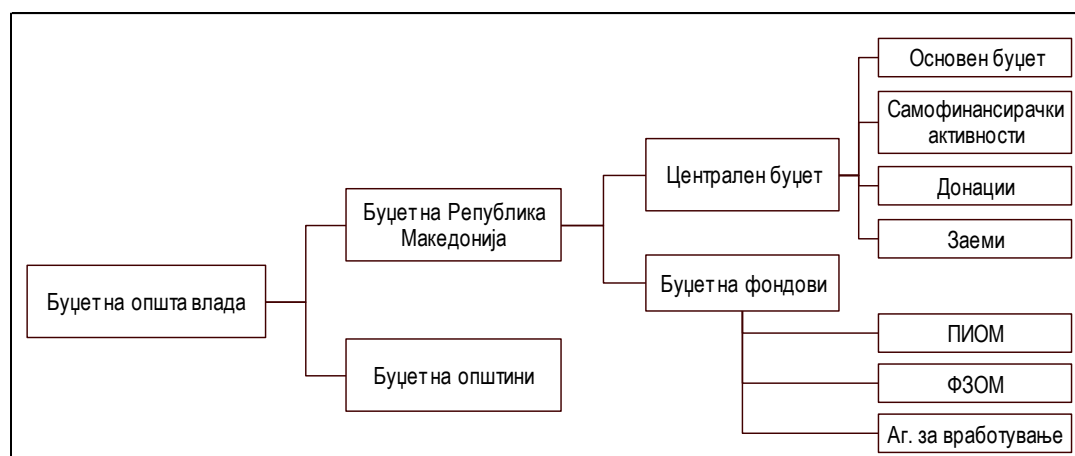 Основен буџет
Самофинансирачки
активности
Централен буџет
Донации
Буџет на Република
Македонија
Заеми
Буџет на општа влада
Буџет на фондови
ПИОМ
Буџет на општини
ФЗОМ
Аг. за вработување